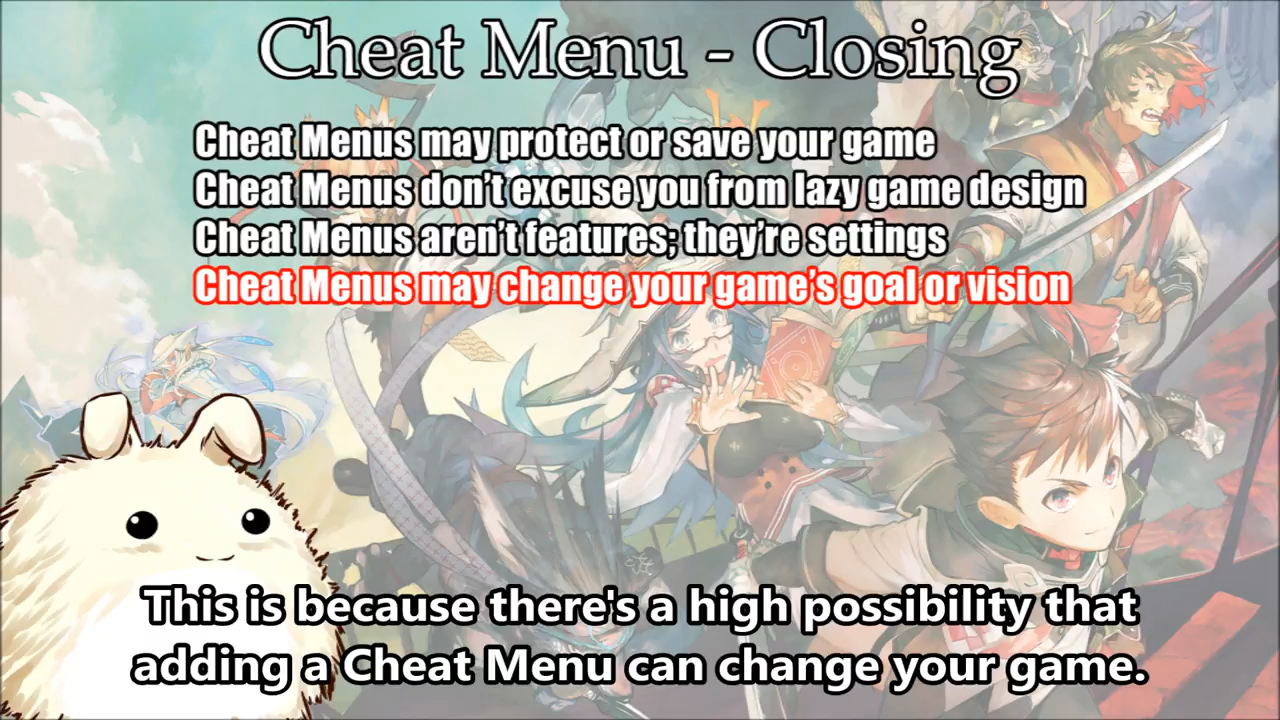 Cheat Menu - Closing
Cheat Menus may protect or save your game
Cheat Menus don't excuse you from lazy game design
Cheat Menus aren't features; they're settings
Cheat Menus may change your game's goal or vision
This is because there's a high possibility that
adding a Cheat Menu can change your game.